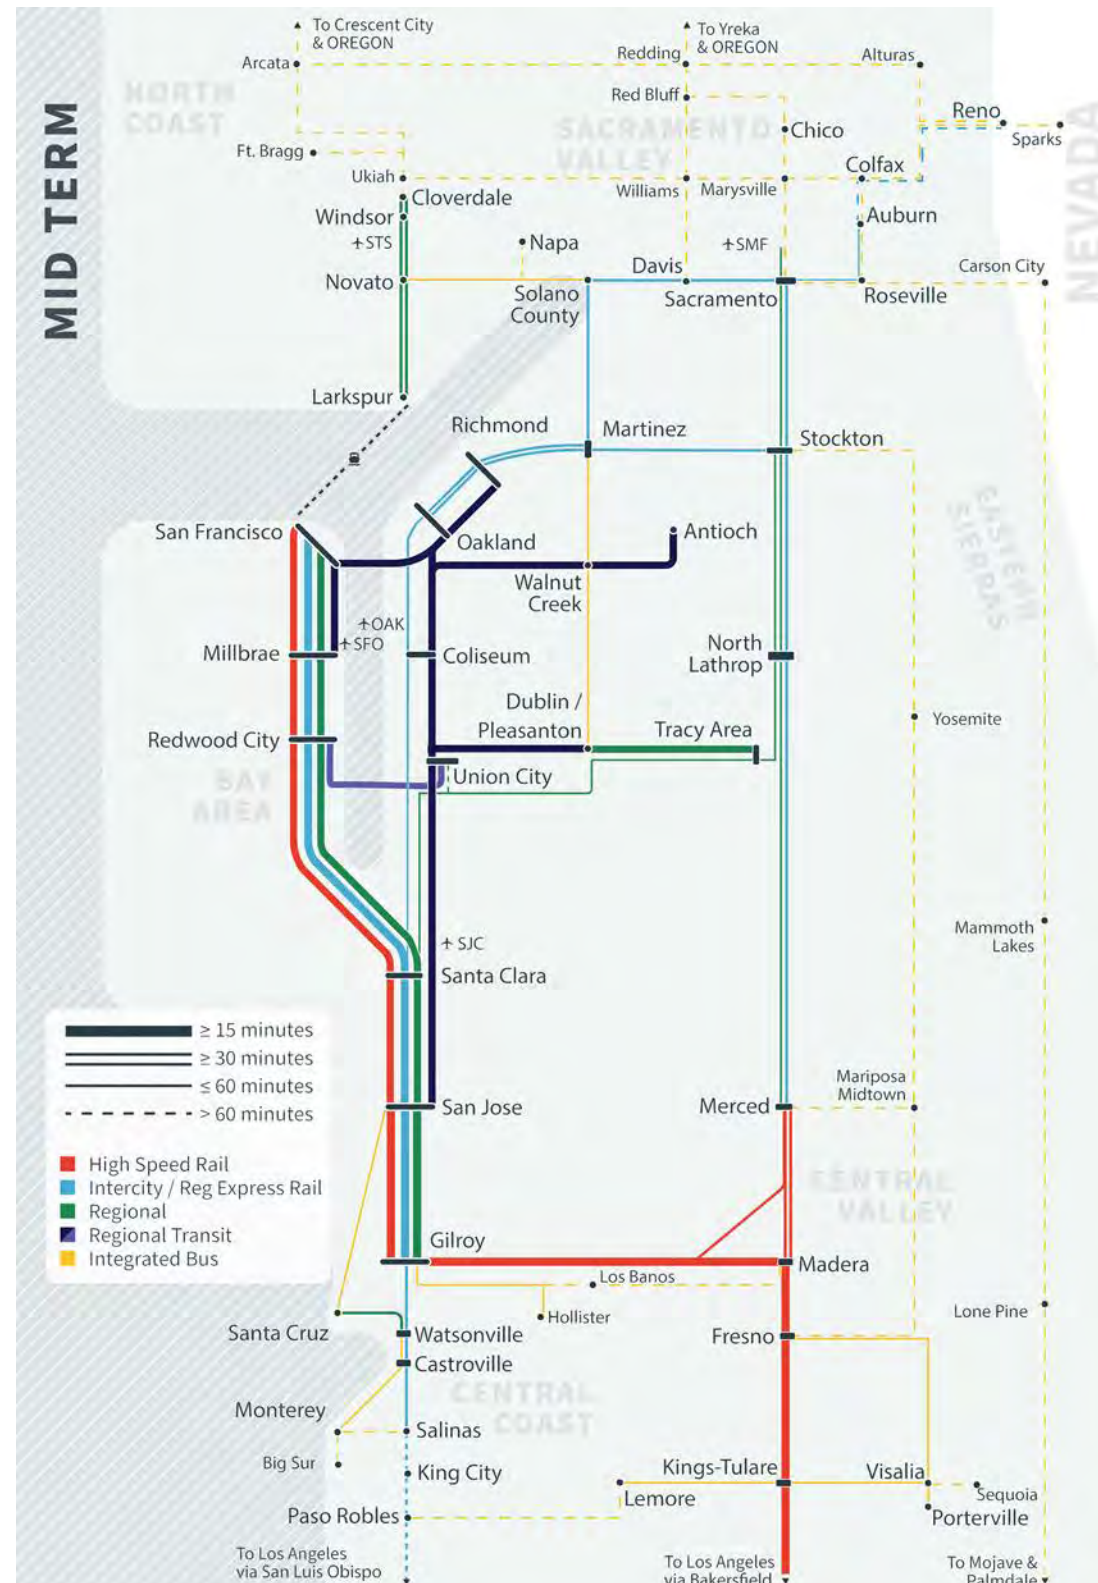 MID TERM
To Crescent City
& OREGON
To Yreka
& OREGON
Arcata
Redding
Alturas
NORTH
COAST
Red Bluff
SACRAMENTO
VALLEY
Chico
Reno
Sparks
NEVADA
Ft. Bragg
Ukiah
Williams
Marysville
Colfax
Cloverdale
Windsor
STS
Napa
SMF
Auburn
Novato
Solano
County
Davis
Sacramento
Roseville
Carson City
Larkspur
Richmond
Martinez
Stockton
EASTERN
SIERRAS
San Francisco
Oakland
Antioch
Walnut
Creek
OAK
SFO
Millbrae
Coliseum
North
Lathrop
Dublin /
Pleasanton
Tracy Area
Yosemite
Redwood City
Union City
BAY
AREA
SJC
Mammoth
Lakes
Santa Clara
≥ 15 minutes
≥ 30 minutes
≤ 60 minutes
> 60 minutes
San Jose
Merced
Mariposa
Midtown
High Speed Rail
Intercity / Reg Express Rail
Regional
Regional Transit
Integrated Bus
CENTRAL
VALLEY
Gilroy
Madera
Los Banos
Hollister
Lone Pine
Santa Cruz
Watsonville
Castroville
Fresno
CENTRAL
COAST
Monterey
Salinas
Big Sur
King City
Kings-Tulare
Visalia
Lemore
Sequoia
Porterville
Paso Robles
To Los Angeles
via San Luis Obispo
To Los Angeles
via Bakersfield
To Mojave &
Palmdale